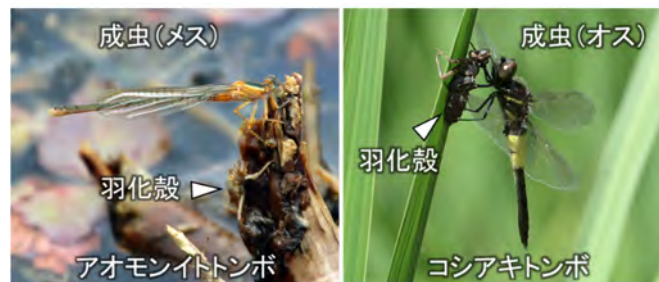 成虫(メス)
羽化殻
アオモンイトトンボ
成虫(オス)
羽化殻
コシアキトンボ